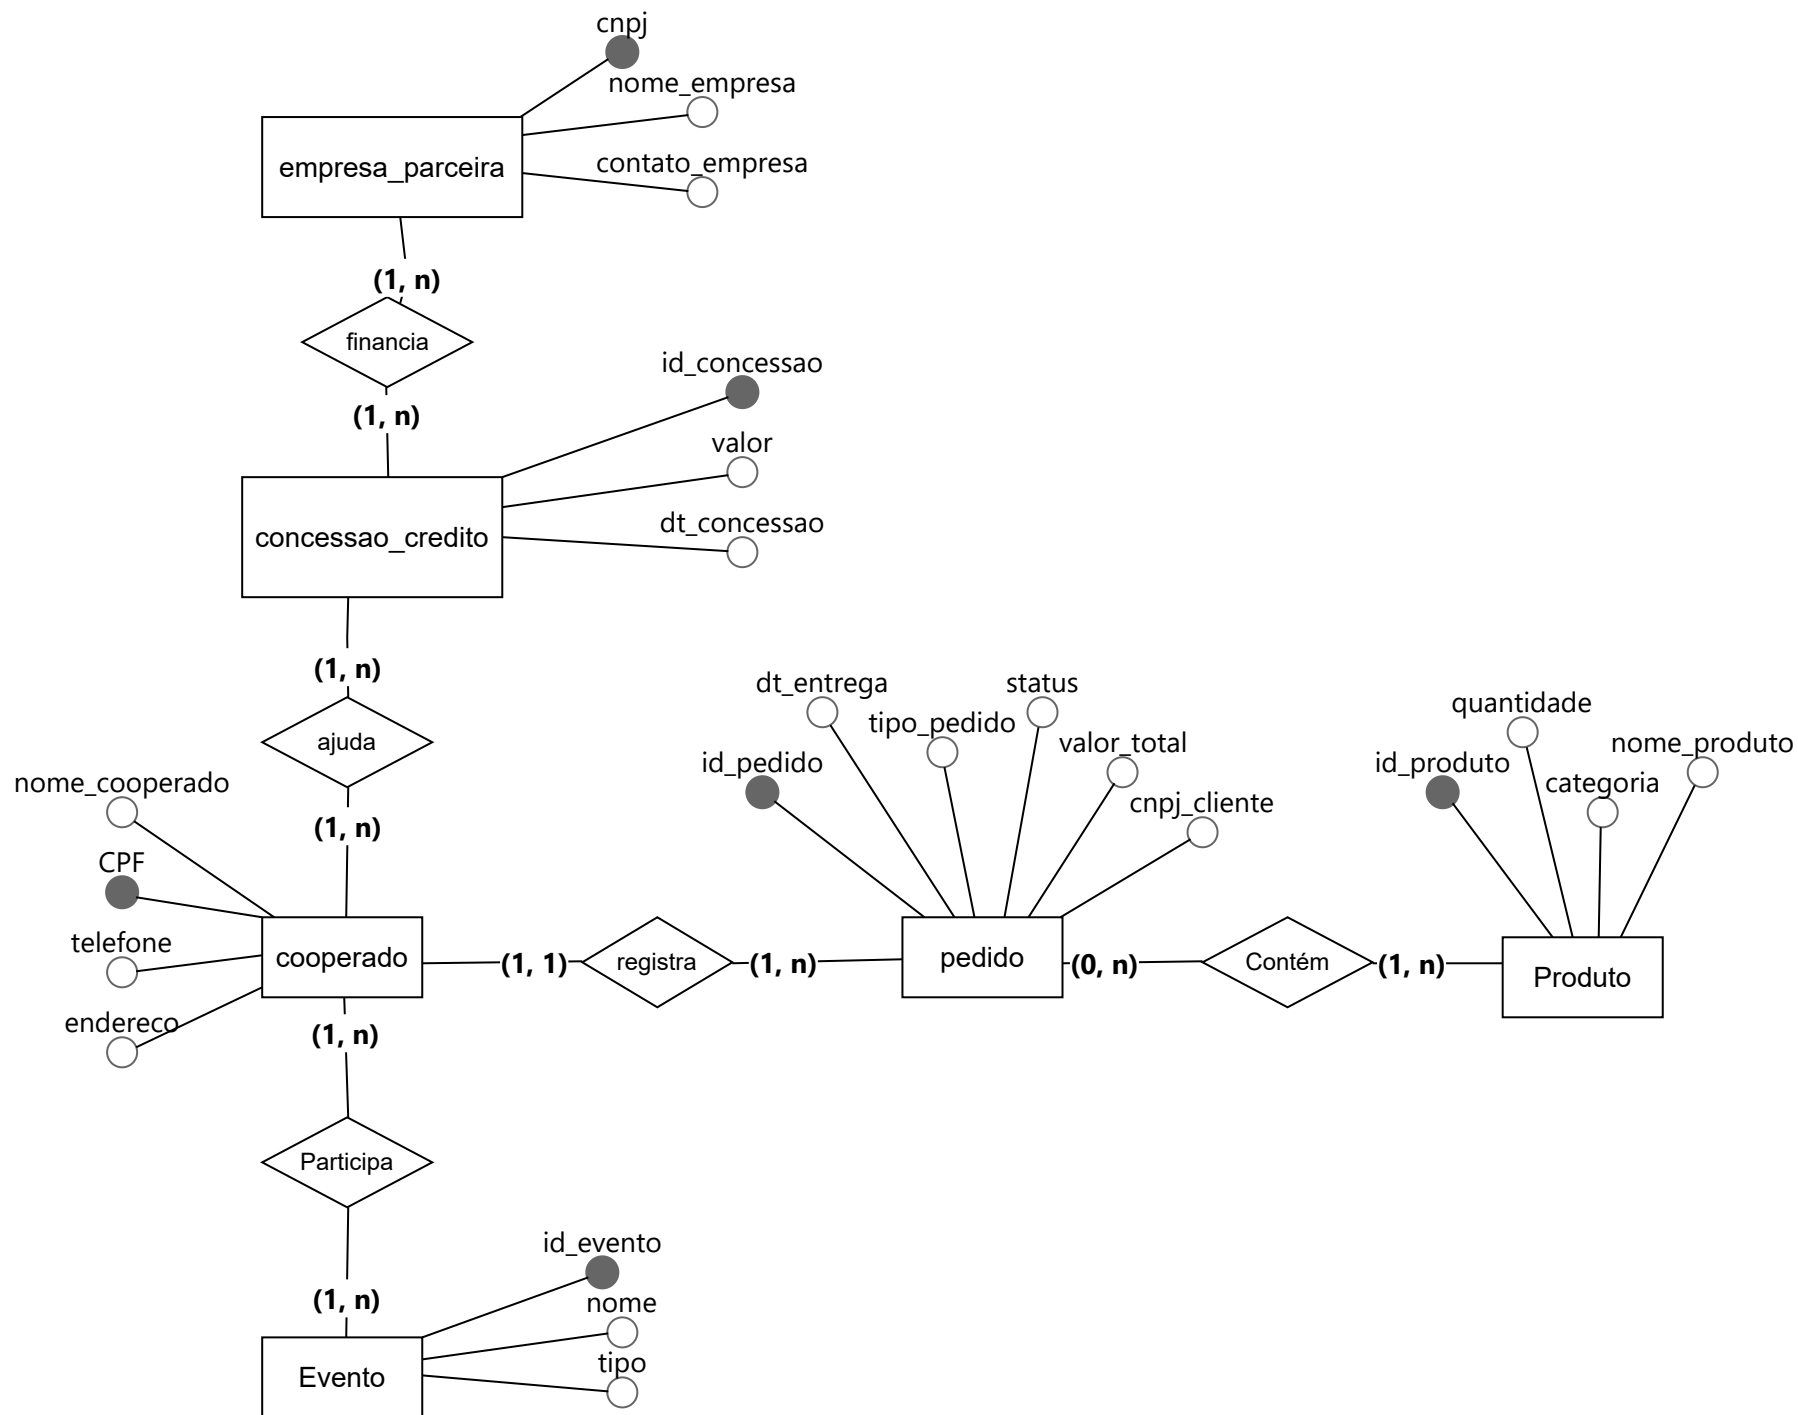 cnpj
nome_empresa
contato_empresa
empresa_parceira
(1, n)
financia
(1, n)
id_concessao
valor
dt_concessao
concessao_credito
(1, n)
ajuda
(1, n)
nome_cooperado
CPF
telefone
endereco
cooperado
(1, 1)
registra
(1, n)
dt_entrega
status
tipo_pedido
valor_total
id_pedido
cnpj_cliente
pedido
(0, n)
Contém
(1, n)
quantidade
nome_produto
id_produto
categoria
Produto
(1, n)
Participa
(1, n)
id_evento
nome
tipo
Evento